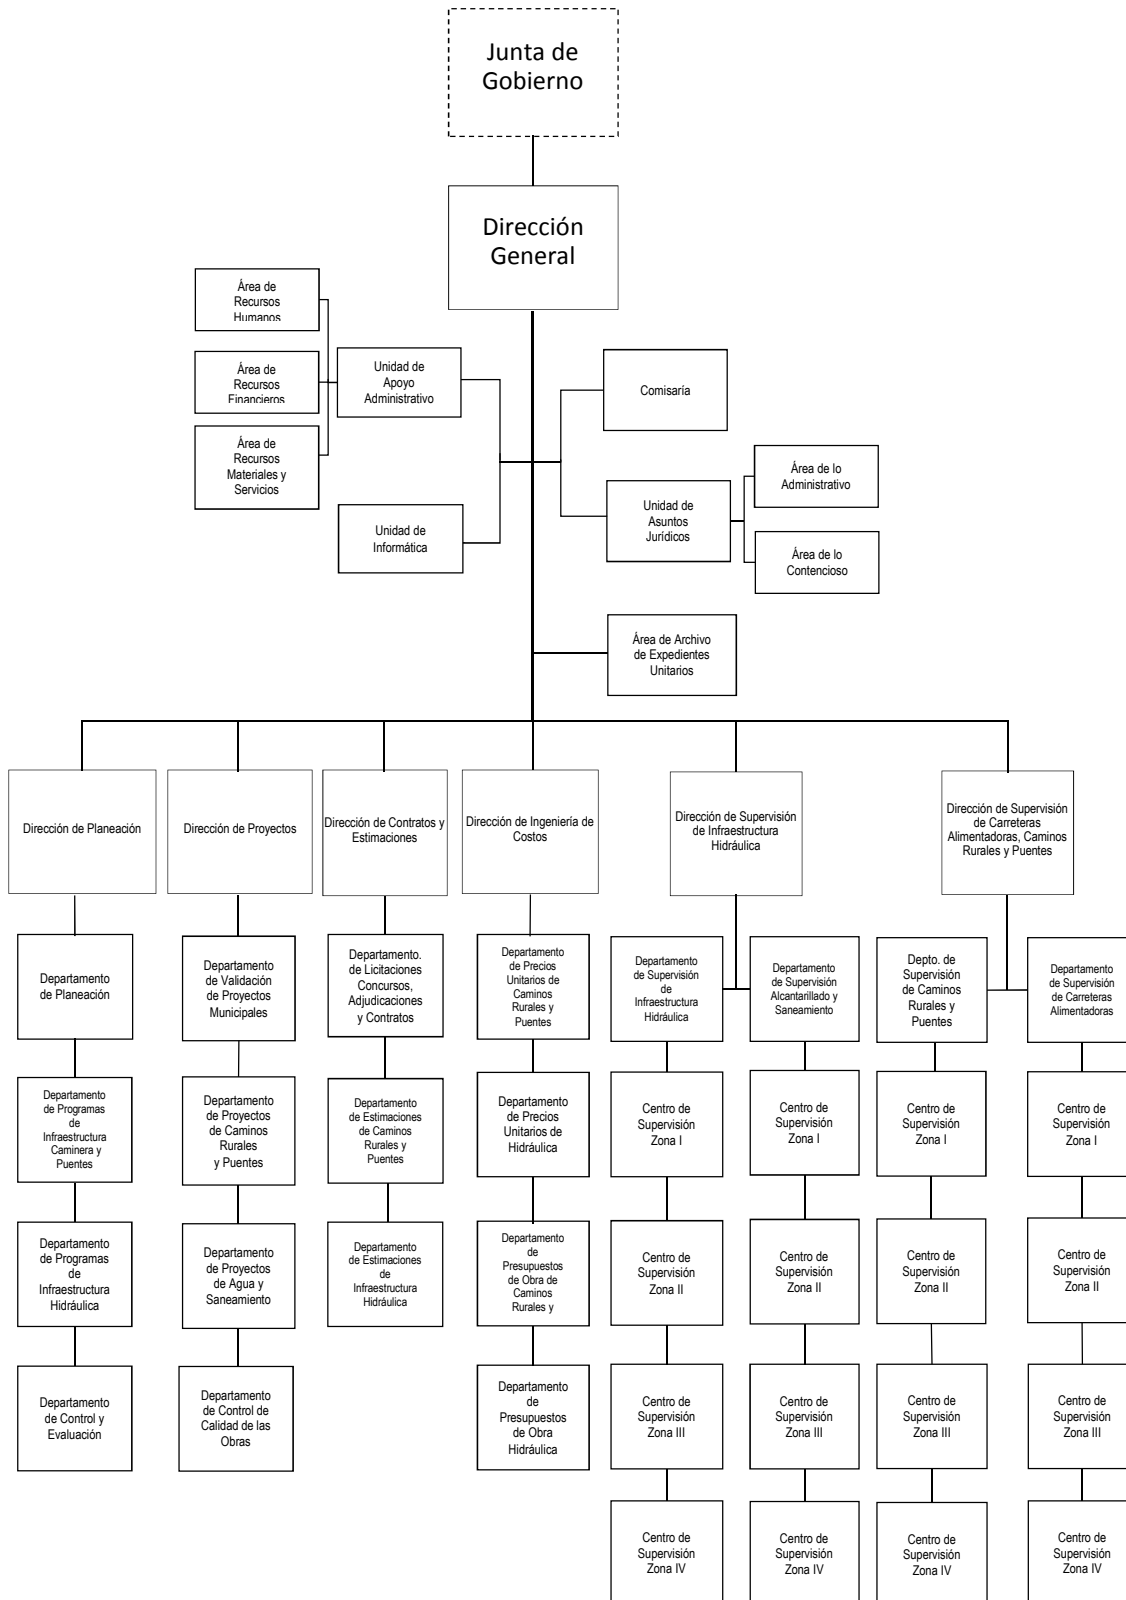 Junta de
Gobierno
Dirección
General
Área de
Recursos
Humanos
Área de
Recursos
Financieros
Área de
Recursos
Materiales y
Servicios
Unidad de
Apoyo
Administrativo
Unidad de
Informática
Comisaría
Unidad de
Asuntos
Jurídicos
Área de lo
Administrativo
Área de lo
Contencioso
Área de Archivo
de Expedientes
Unitarios
Dirección de Planeación
Dirección de Proyectos
Dirección de Contratos y
Estimaciones
Dirección de Ingeniería de
Costos
Dirección de Supervisión
de Infraestructura
Hidráulica
Dirección de Supervisión
de Carreteras
Alimentadoras, Caminos
Rurales y Puentes
Departamento
de Planeación
Departamento
de Validación
de Proyectos
Municipales
Departamento.
de Licitaciones
Concursos,
Adjudicaciones
y Contratos
Departamento
de Precios
Unitarios de
Caminos
Rurales y
Puentes
Departamento
de Supervisión
de
Infraestructura
Hidráulica
Departamento
de Supervisión
Alcantarillado y
Saneamiento
Depto. de
Supervisión
de Caminos
Rurales y
Puentes
Departamento
de Supervisión
de Carreteras
Alimentadoras
Departamento
de Programas
de
Infraestructura
Caminera y
Puentes
Departamento
de Proyectos
de Caminos
Rurales
y Puentes
Departamento
de Estimaciones
de Caminos
Rurales y
Puentes
Departamento
de Precios
Unitarios de
Hidráulica
Centro de
Supervisión
Zona I
Centro de
Supervisión
Zona I
Centro de
Supervisión
Zona I
Centro de
Supervisión
Zona I
Departamento
de Programas
de
Infraestructura
Hidráulica
Departamento
de Proyectos
de Agua y
Saneamiento
Departamento
de Estimaciones
de
Infraestructura
Hidráulica
Departamento
de
Presupuestos
de Obra de
Caminos
Rurales y
Centro de
Supervisión
Zona II
Centro de
Supervisión
Zona II
Centro de
Supervisión
Zona II
Centro de
Supervisión
Zona II
Departamento
de Control y
Evaluación
Departamento
de Control de
Calidad de las
Obras
Departamento
de
Presupuestos
de Obra
Hidráulica
Centro de
Supervisión
Zona III
Centro de
Supervisión
Zona III
Centro de
Supervisión
Zona III
Centro de
Supervisión
Zona III
Centro de
Supervisión
Zona IV
Centro de
Supervisión
Zona IV
Centro de
Supervisión
Zona IV
Centro de
Supervisión
Zona IV